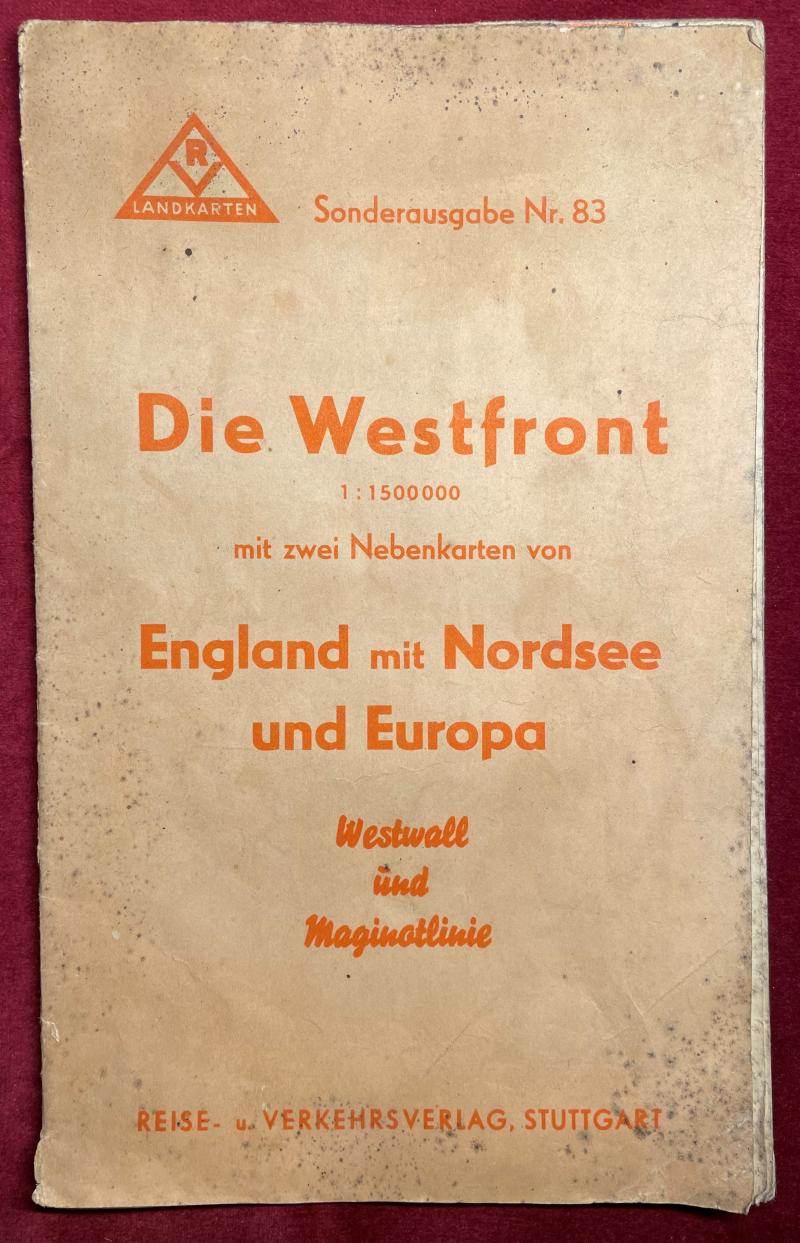 RV
LANDKARTEN
Sonderausgabe Nr. 83
Die Westfront
1 : 1500000
mit zwei Nebenkarten von
England mit Nordsee
und Europa
Westwall
und
Maginotlinie
REISE- u. VERKEHRSVERLAG, STUTTGART